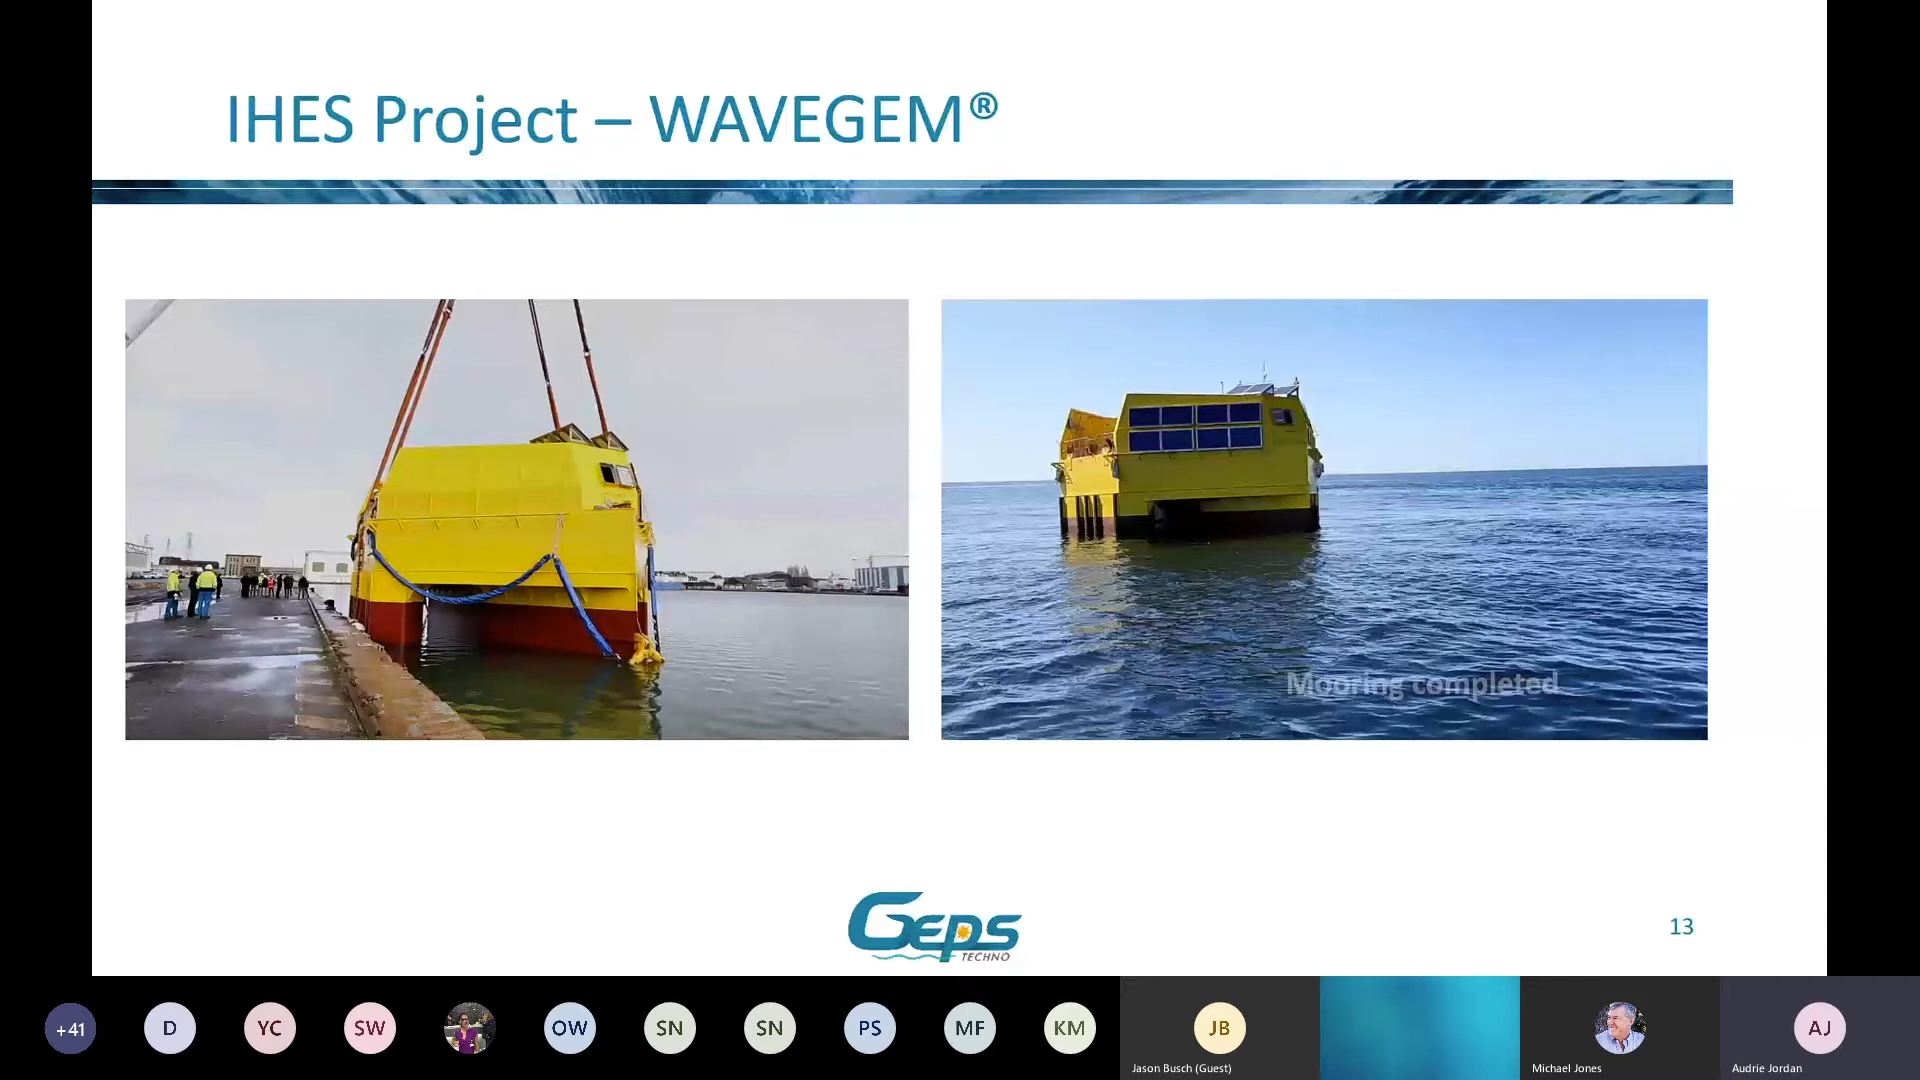 IHES Project – WAVEGEM®
Mooring completed
GEPS
TECHNO
13
+41
D
YC
SW
OW
SN
SN
PS
MF
KM
JB
AJ
Jason Busch (Guest)
Michael Jones
Audrie Jordan